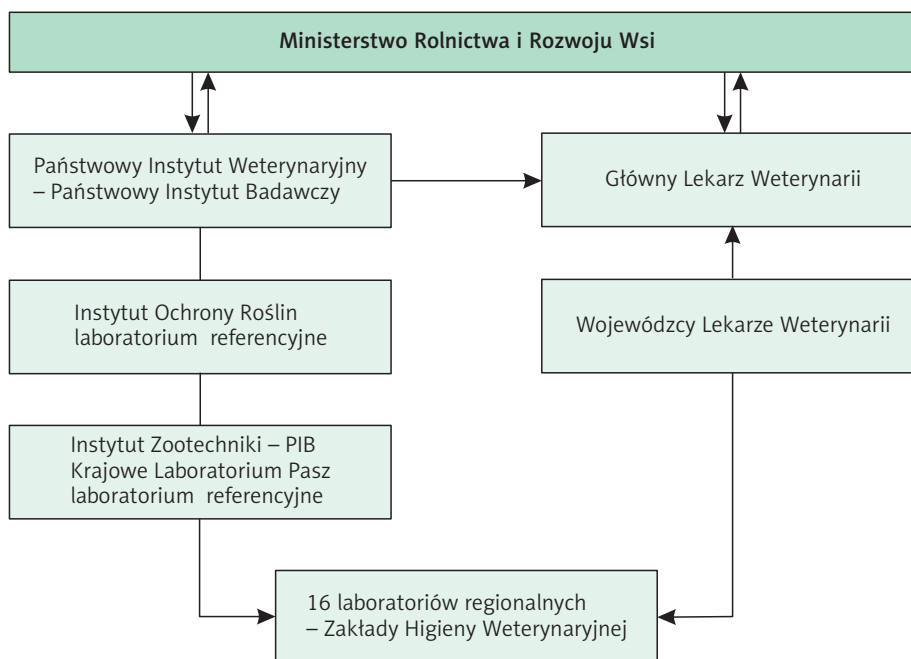 Ministerstwo Rolnictwa i Rozwoju Wsi
Państwowy Instytut Weterynaryjny
– Państwowy Instytut Badawczy
Główny Lekarz Weterynarii
Instytut Ochrony Roślin
laboratorium referencyjne
Wojewódzcy Lekarze Weterynarii
Instytut Zootechniki – PIB
Krajowe Laboratorium Pasz
laboratorium referencyjne
16 laboratoriów regionalnych
– Zakłady Higieny Weterynaryjnej